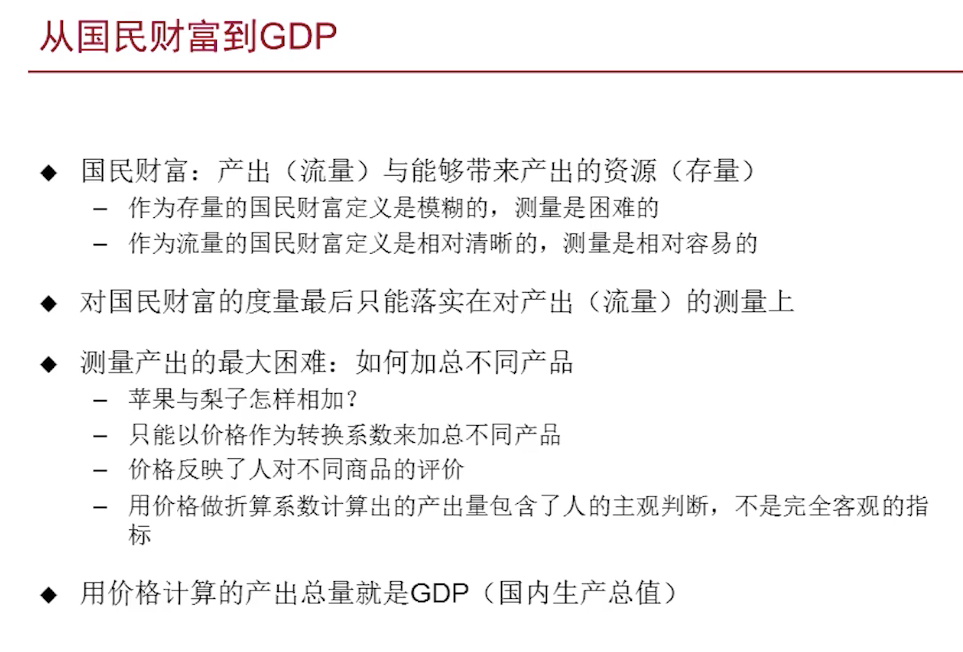 从国民财富到GDP
◆ 国民财富：产出（流量）与能够带来产出的资源（存量）
– 作为存量的国民财富定义是模糊的，测量是困难的
– 作为流量的国民财富定义是相对清晰的，测量是相对容易的
◆ 对国民财富的度量最后只能落实在对产出（流量）的测量上
◆ 测量产出的最大困难：如何加总不同产品
– 苹果与梨子怎样相加？
– 只能以价格作为转换系数来加总不同产品
– 价格反映了人对不同商品的评价
– 用价格做折算系数计算出的产出量包含了人的主观判断，不是完全客观的指
标
◆ 用价格计算的产出总量就是GDP（国内生产总值）